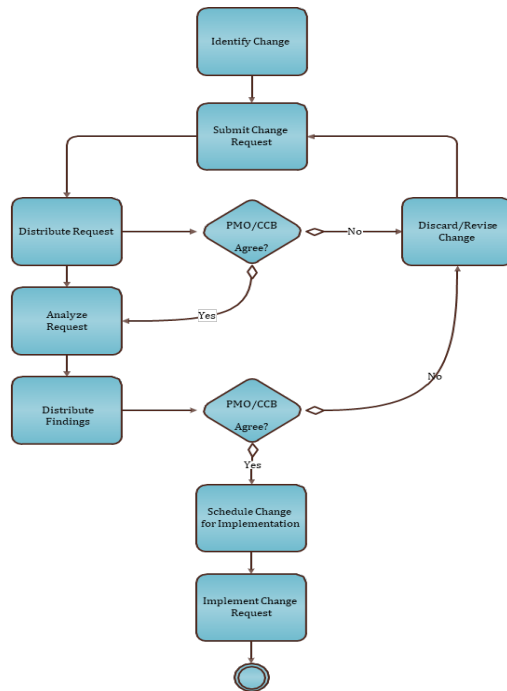 Identify Change
Submit Change
Request
Distribute Request
PMO/CCB
Agree?
No
Discard/Revise
Change
Yes
Analyze
Request
Distribute
Findings
PMO/CCB
Agree?
No
Yes
Schedule Change
for Implementation
Implement Change
Request